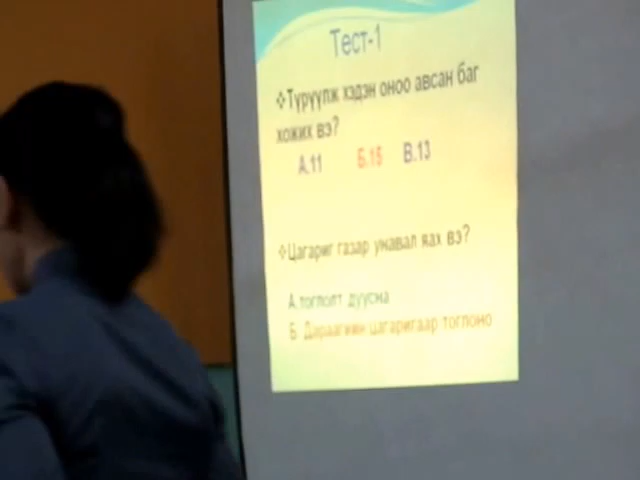 Тест-1
❖Түрүүлж хэдэн оноо авсан баг
хожих вэ?
А.11 Б.15 В.13
❖Цагариг газар унавал яах вэ?
А.тоглолт дуусна
Б. Дараагийн цагаригаар тоглоно